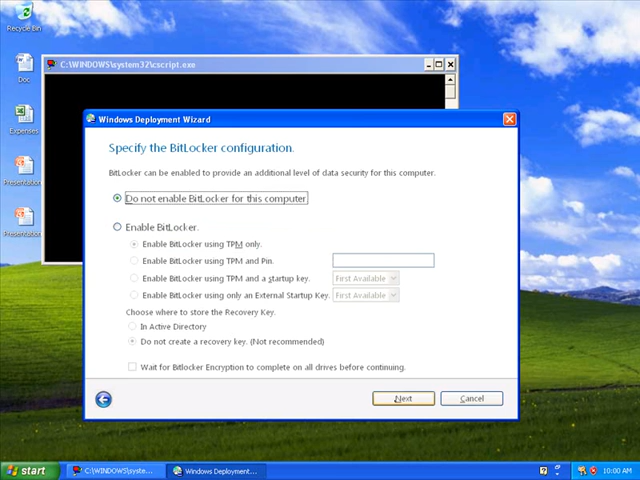 Recycle Bin
C:\WINDOWS\system32\cscript.exe
Doc
Windows Deployment Wizard
Expenses
Specify the BitLocker configuration.
BitLocker can be enabled to provide an additional level of data security for this computer.
Presentation
Do not enable BitLocker for this computer
Presentation
Enable BitLocker.
Enable BitLocker using TPM only.
Enable BitLocker using TPM and Pin.
Enable BitLocker using TPM and a startup key.
First Available
Enable BitLocker using only an External Startup Key.
First Available
Choose where to store the Recovery Key.
In Active Directory
Do not create a recovery key. (Not recommended)
Wait for Bitlocker Encryption to complete on all drives before continuing.
Next
Cancel
start
C:\WINDOWS\syste...
Windows Deployment...
10:00 AM